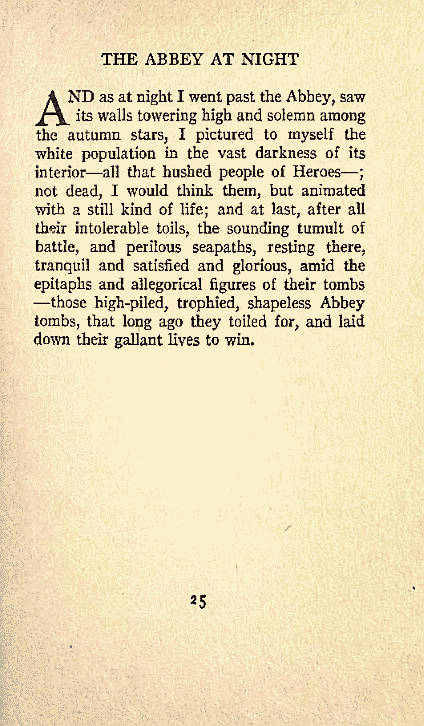 THE ABBEY AT NIGHT
AND as at night I went past the Abbey, saw
its walls towering high and solemn among
the autumn stars, I pictured to myself the
white population in the vast darkness of its
interior—all that hushed people of Heroes—;
not dead, I would think them, but animated
with a still kind of life; and at last, after all
their intolerable toils, the sounding tumult of
battle, and perilous seapaths, resting there,
tranquil and satisfied and glorious, amid the
epitaphs and allegorical figures of their tombs
—those high-piled, trophied, shapeless Abbey
tombs, that long ago they toiled for, and laid
down their gallant lives to win.
25